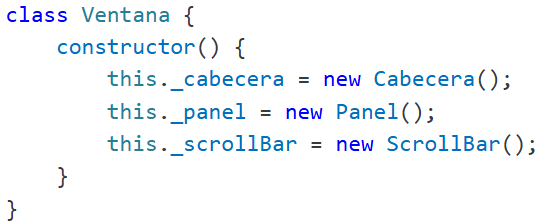 class Ventana {
    constructor() {
        this._cabecera = new Cabecera();
        this._panel = new Panel();
        this._scrollBar = new ScrollBar();
    }
}